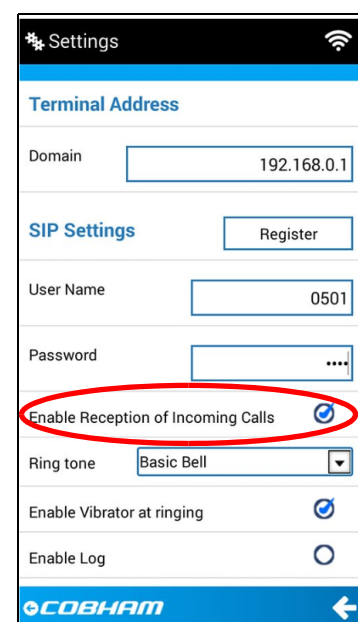 Settings
Terminal Address
Domain 192.168.0.1
SIP Settings Register
User Name 0501
Password ••••
Enable Reception of Incoming Calls
Ring tone Basic Bell
Enable Vibrator at ringing
Enable Log
COBHAM